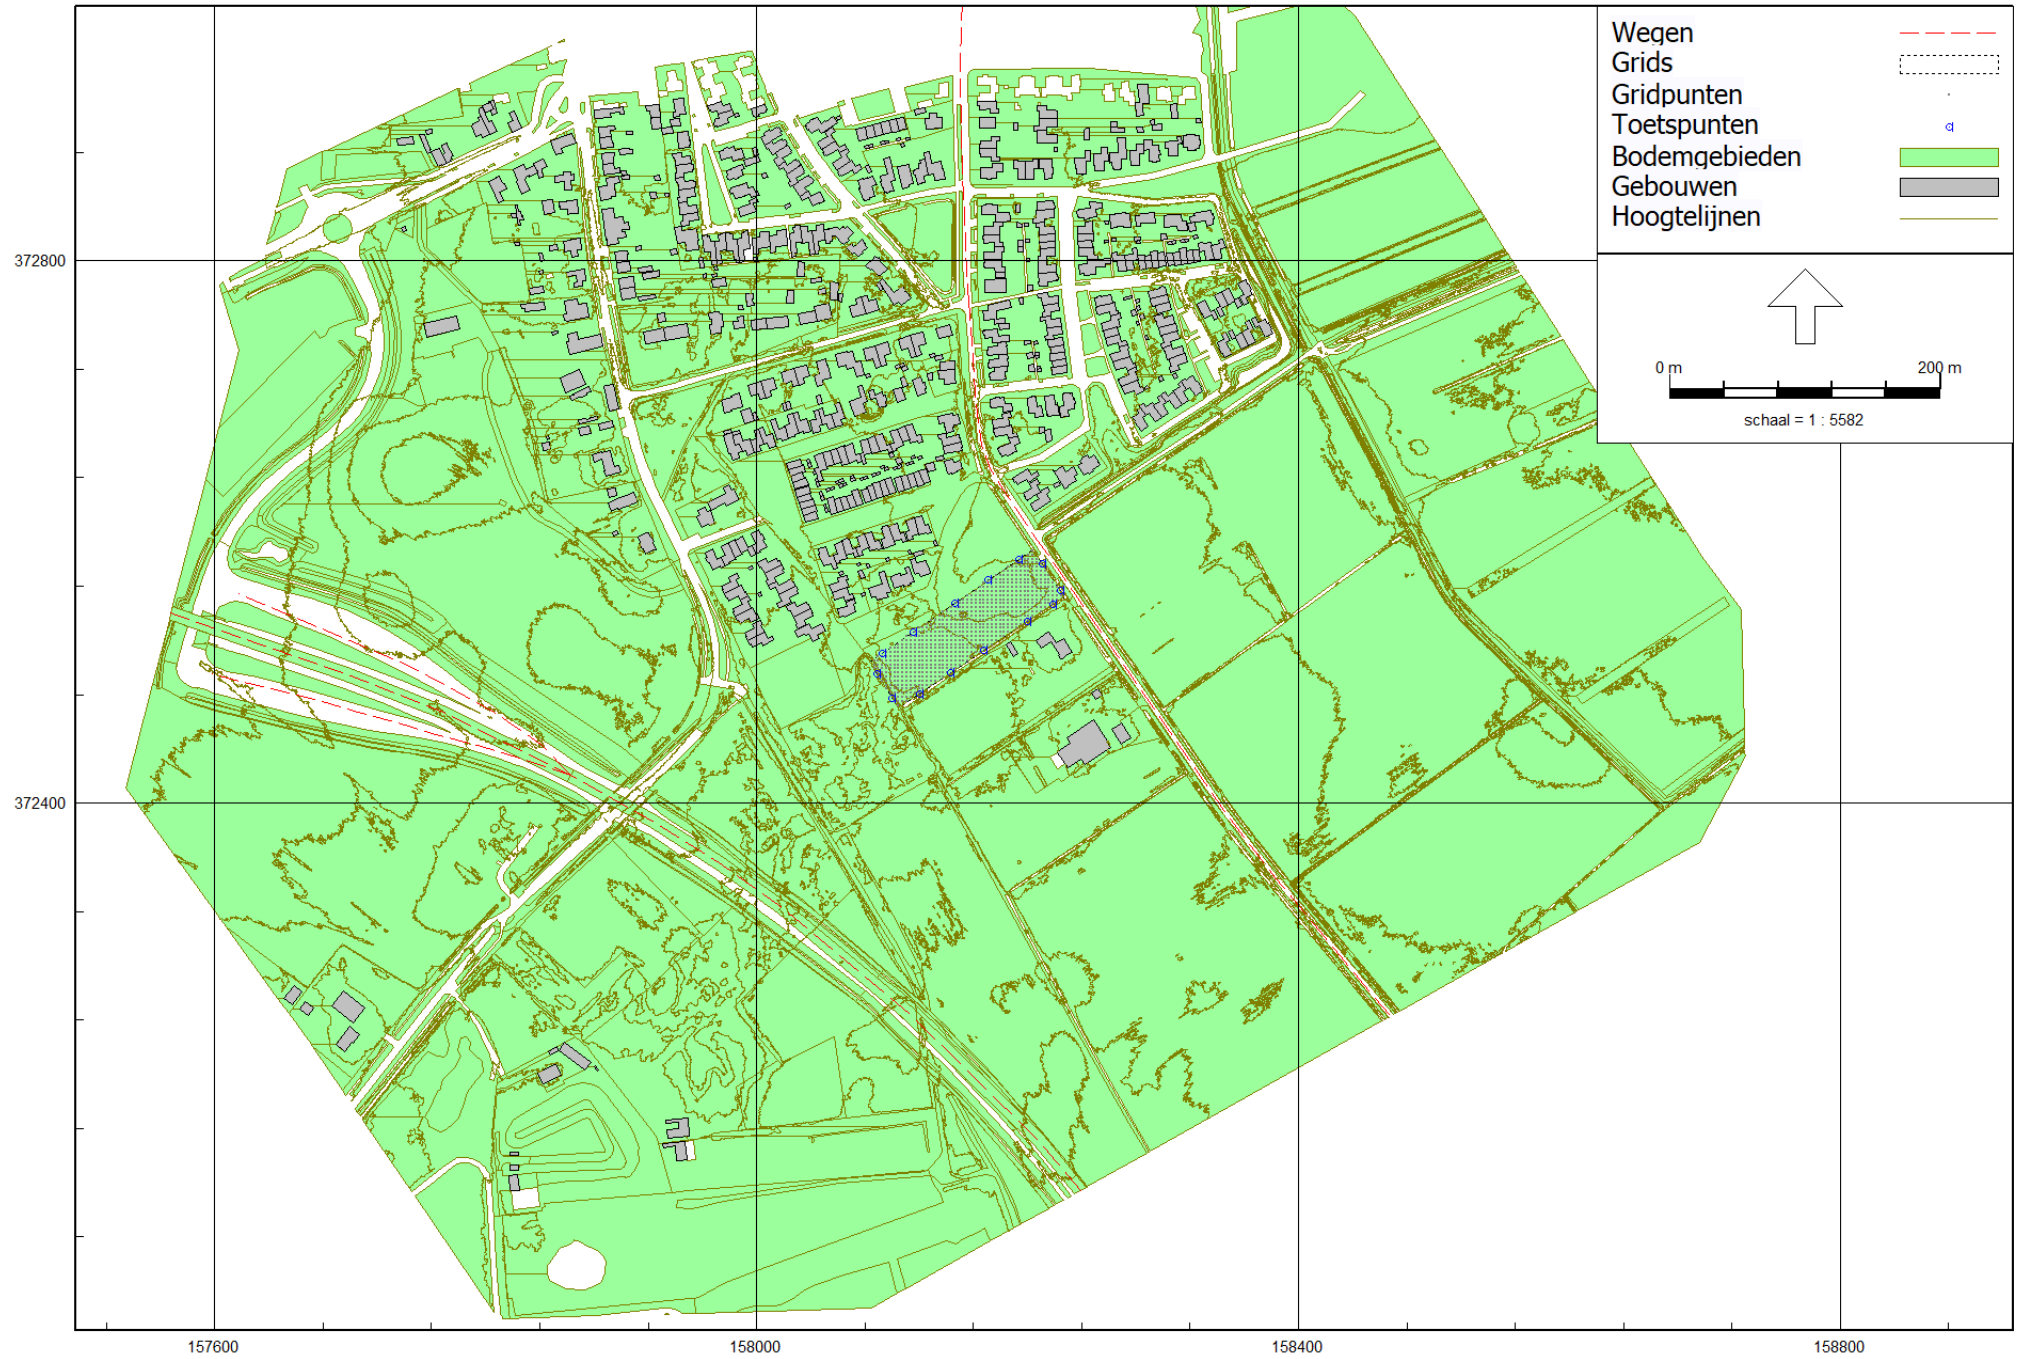 Wegen
Grids
Gridpunten
Toetspunten
Bodemgebieden
Gebouwen
Hoogtelijnen
372800
0 m 200 m
schaal = 1 : 5582
372400
157600 158000 158400 158800